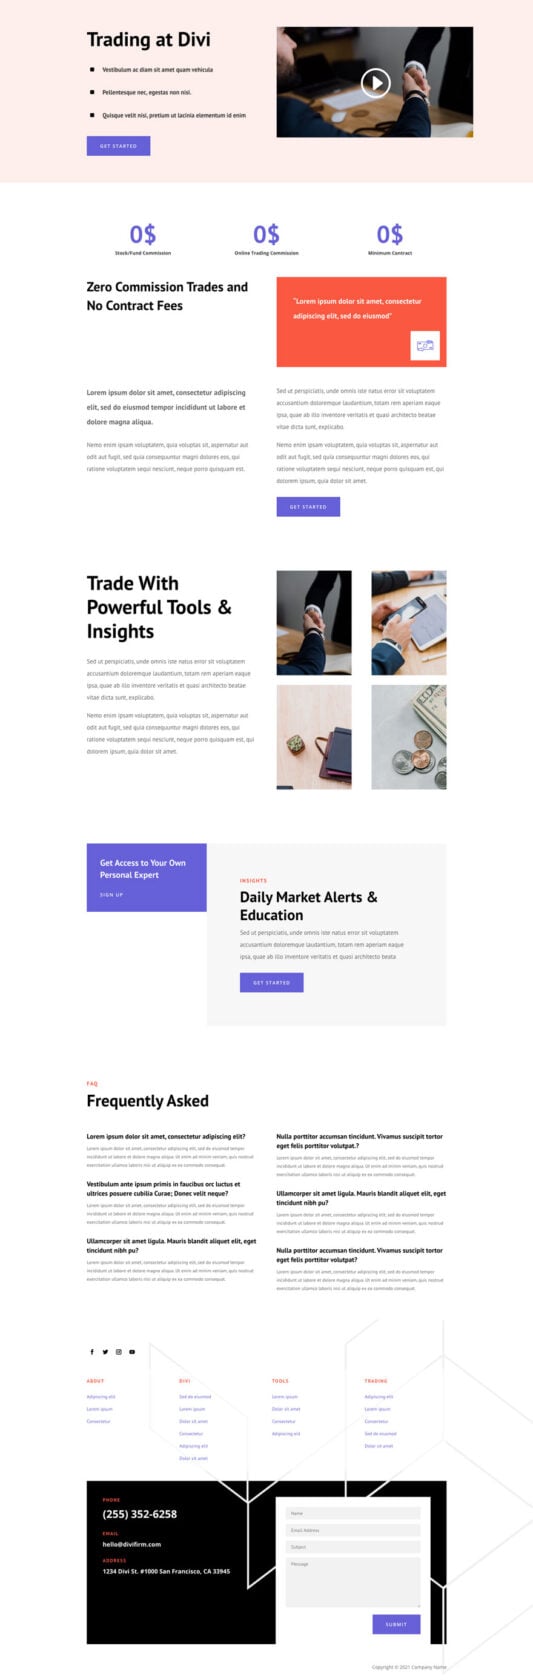 Trading at Divi
Vestibulum ac diam sit amet quam vehicula
Pellentesque nec, egestas non nisi.
Quisque velit nisi, pretium ut lacinia elementum id enim
GET STARTED
0$
Stock/Fund Commission
0$
Online Trading Commission
0$
Minimum Contract
Zero Commission Trades and
No Contract Fees
"Lorem ipsum dolor sit amet, consectetur
adipiscing elit, sed do eiusmod"
Lorem ipsum dolor sit amet, consectetur adipiscing
elit, sed do eiusmod tempor incididunt ut labore et
dolore magna aliqua.
Nemo enim ipsam voluptatem, quia voluptas sit, aspernatur aut
odit aut fugit, sed quia consequuntur magni dolores eos, qui
ratione voluptatem sequi nesciunt, neque porro quisquam est.
Sed ut perspiciatis, unde omnis iste natus error sit voluptatem
accusantium doloremque laudantium, totam rem aperiam eaque
ipsa, quae ab illo inventore veritatis et quasi architecto beatae
vitae dicta sunt, explicabo.
Nemo enim ipsam voluptatem, quia voluptas sit, aspernatur aut
odit aut fugit, sed quia consequuntur magni dolores eos, qui
ratione voluptatem sequi nesciunt, neque porro quisquam est, qui
dolorem ipsum, quia dolor sit amet.
GET STARTED
Trade With
Powerful Tools &
Insights
Sed ut perspiciatis, unde omnis iste natus error sit voluptatem
accusantium doloremque laudantium, totam rem aperiam eaque
ipsa, quae ab illo inventore veritatis et quasi architecto beatae
vitae dicta sunt, explicabo.
Nemo enim ipsam voluptatem, quia voluptas sit, aspernatur aut
odit aut fugit, sed quia consequuntur magni dolores eos, qui
ratione voluptatem sequi nesciunt, neque porro quisquam est, qui
dolorem ipsum, quia dolor sit amet.
Get Access to Your Own
Personal Expert
SIGN UP
INSIGHTS
Daily Market Alerts &
Education
Sed ut perspiciatis, unde omnis iste natus error sit voluptatem
accusantium doloremque laudantium, totam rem aperiam eaque
ipsa, quae ab illo inventore veritatis et quasi architecto beata
GET STARTED
FAQ
Frequently Asked
Lorem ipsum dolor sit amet, consectetur adipiscing elit?
Lorem ipsum dolor sit amet, consectetur adipiscing elit, sed do eiusmod tempor
incididunt ut labore et dolore magna aliqua. Ut enim ad minim veniam, quis nostrud
exercitation ullamco laboris nisi ut aliquip ex ea commodo consequat.
Vestibulum ante ipsum primis in faucibus orc luctus et
ultrices posuere cubilia Curae; Donec velit neque?
Lorem ipsum dolor sit amet, consectetur adipiscing elit, sed do eiusmod tempor
incididunt ut labore et dolore magna aliqua. Ut enim ad minim veniam, quis nostrud
exercitation ullamco laboris nisi ut aliquip ex ea commodo consequat.
Ullamcorper sit amet ligula. Mauris blandit aliquet elit, eget
tincidunt nibh pu?
Lorem ipsum dolor sit amet, consectetur adipiscing elit, sed do eiusmod tempor
incididunt ut labore et dolore magna aliqua. Ut enim ad minim veniam, quis nostrud
exercitation ullamco laboris nisi ut aliquip ex ea commodo consequat.
Nulla porttitor accumsan tincidunt. Vivamus suscipit tortor
eget felis porttitor volutpat.?
Lorem ipsum dolor sit amet, consectetur adipiscing elit, sed do eiusmod tempor
incididunt ut labore et dolore magna aliqua. Ut enim ad minim veniam, quis nostrud
exercitation ullamco laboris nisi ut aliquip ex ea commodo consequat.
Ullamcorper sit amet ligula. Mauris blandit aliquet elit, eget
tincidunt nibh pu?
Lorem ipsum dolor sit amet, consectetur adipiscing elit, sed do eiusmod tempor
incididunt ut labore et dolore magna aliqua. Ut enim ad minim veniam, quis nostrud
exercitation ullamco laboris nisi ut aliquip ex ea commodo consequat.
Nulla porttitor accumsan tincidunt. Vivamus suscipit tortor
eget felis porttitor volutpat?
Lorem ipsum dolor sit amet, consectetur adipiscing elit, sed do eiusmod tempor
incididunt ut labore et dolore magna aliqua. Ut enim ad minim veniam, quis nostrud
exercitation ullamco laboris nisi ut aliquip ex ea commodo consequat.
ABOUT
Adipiscing elit
Lorem ipsum
Consectetur
DIVI
Sed do eiusmod
Lorem ipsum
Dolor sit amet
Consectetur
Adipiscing elit
Dolor sit amet
TOOLS
Lorem ipsum
Dolor sit amet
Consectetur
Adipiscing elit
TRADING
Adipiscing elit
Lorem ipsum
Consectetur
Sed do eiusmod
Dolor sit amet
PHONE
(255) 352-6258
EMAIL
hello@divifirm.com
ADDRESS
1234 Divi St. #1000 San Francisco, CA 33945
Name
Email Address
Subject
Message
SUBMIT
Copyright © 2021 Company Name